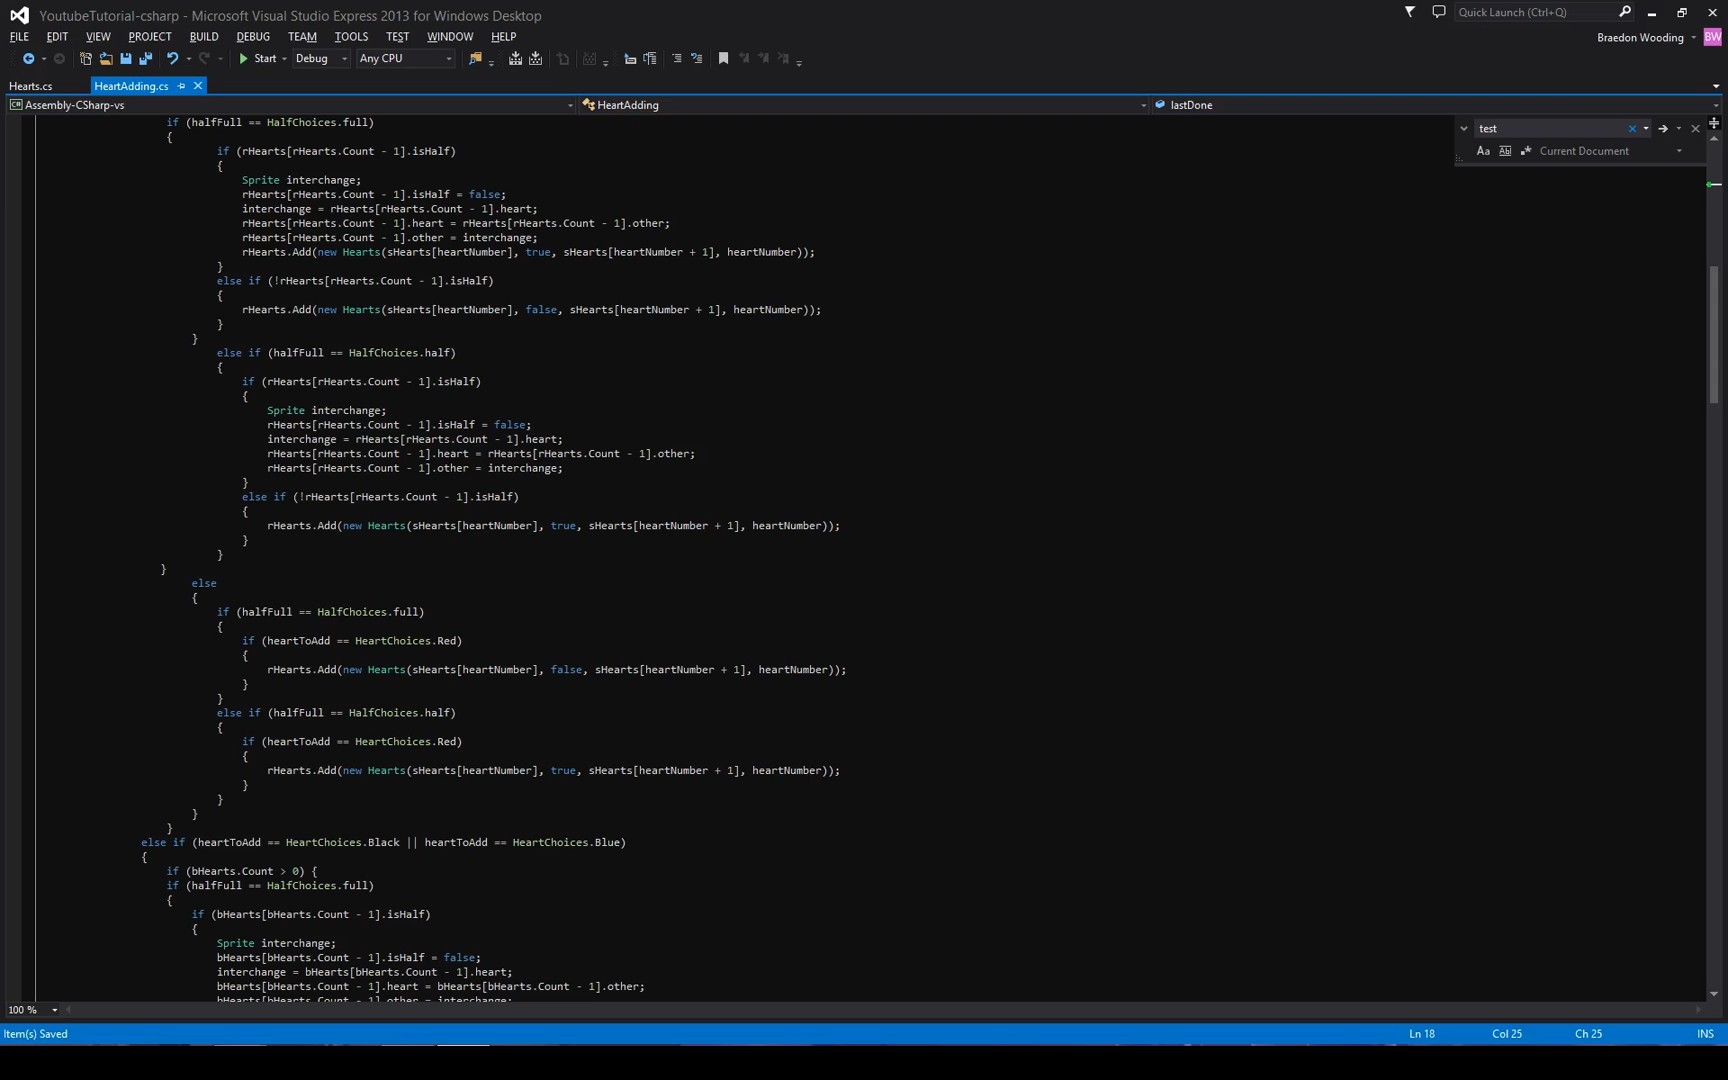 YoutubeTutorial-csharp - Microsoft Visual Studio Express 2013 for Windows Desktop
Quick Launch (Ctrl+Q)
FILE EDIT VIEW PROJECT BUILD DEBUG TEAM TOOLS TEST WINDOW HELP
Braedon Wooding BW
Start Debug Any CPU
Hearts.cs HeartAdding.cs
C# Assembly-CSharp-vs HeartAdding lastDone
test
Aa Ab Current Document
if (halfFull == HalfChoices.full)
{
if (rHearts[rHearts.Count - 1].isHalf)
{
Sprite interchange;
rHearts[rHearts.Count - 1].isHalf = false;
interchange = rHearts[rHearts.Count - 1].heart;
rHearts[rHearts.Count - 1].heart = rHearts[rHearts.Count - 1].other;
rHearts[rHearts.Count - 1].other = interchange;
rHearts.Add(new Hearts(sHearts[heartNumber], true, sHearts[heartNumber + 1], heartNumber));
}
else if (!rHearts[rHearts.Count - 1].isHalf)
{
rHearts.Add(new Hearts(sHearts[heartNumber], false, sHearts[heartNumber + 1], heartNumber));
}
}
else if (halfFull == HalfChoices.half)
{
if (rHearts[rHearts.Count - 1].isHalf)
{
Sprite interchange;
rHearts[rHearts.Count - 1].isHalf = false;
interchange = rHearts[rHearts.Count - 1].heart;
rHearts[rHearts.Count - 1].heart = rHearts[rHearts.Count - 1].other;
rHearts[rHearts.Count - 1].other = interchange;
}
else if (!rHearts[rHearts.Count - 1].isHalf)
{
rHearts.Add(new Hearts(sHearts[heartNumber], true, sHearts[heartNumber + 1], heartNumber));
}
}
}
else
{
if (halfFull == HalfChoices.full)
{
if (heartToAdd == HeartChoices.Red)
{
rHearts.Add(new Hearts(sHearts[heartNumber], false, sHearts[heartNumber + 1], heartNumber));
}
}
else if (halfFull == HalfChoices.half)
{
if (heartToAdd == HeartChoices.Red)
{
rHearts.Add(new Hearts(sHearts[heartNumber], true, sHearts[heartNumber + 1], heartNumber));
}
}
}
}
else if (heartToAdd == HeartChoices.Black || heartToAdd == HeartChoices.Blue)
{
if (bHearts.Count > 0) {
if (halfFull == HalfChoices.full)
{
if (bHearts[bHearts.Count - 1].isHalf)
{
Sprite interchange;
bHearts[bHearts.Count - 1].isHalf = false;
interchange = bHearts[bHearts.Count - 1].heart;
bHearts[bHearts.Count - 1].heart = bHearts[bHearts.Count - 1].other;
bHearts[bHearts.Count - 1].other = interchange;
100 %
Item(s) Saved Ln 18 Col 25 Ch 25 INS